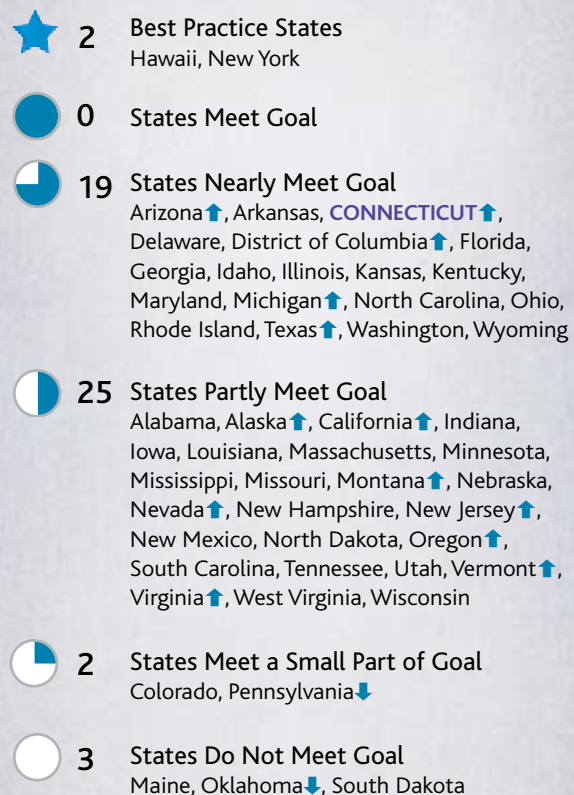 2 Best Practice States
Hawaii, New York
0 States Meet Goal
19 States Nearly Meet Goal
Arizona⬆, Arkansas, CONNECTICUT⬆,
Delaware, District of Columbia⬆, Florida,
Georgia, Idaho, Illinois, Kansas, Kentucky,
Maryland, Michigan⬆, North Carolina, Ohio,
Rhode Island, Texas⬆, Washington, Wyoming
25 States Partly Meet Goal
Alabama, Alaska⬆, California⬆, Indiana,
Iowa, Louisiana, Massachusetts, Minnesota,
Mississippi, Missouri, Montana⬆, Nebraska,
Nevada⬆, New Hampshire, New Jersey⬆,
New Mexico, North Dakota, Oregon⬆,
South Carolina, Tennessee, Utah, Vermont⬆,
Virginia⬆, West Virginia, Wisconsin
2 States Meet a Small Part of Goal
Colorado, Pennsylvania⬇
3 States Do Not Meet Goal
Maine, Oklahoma⬇, South Dakota